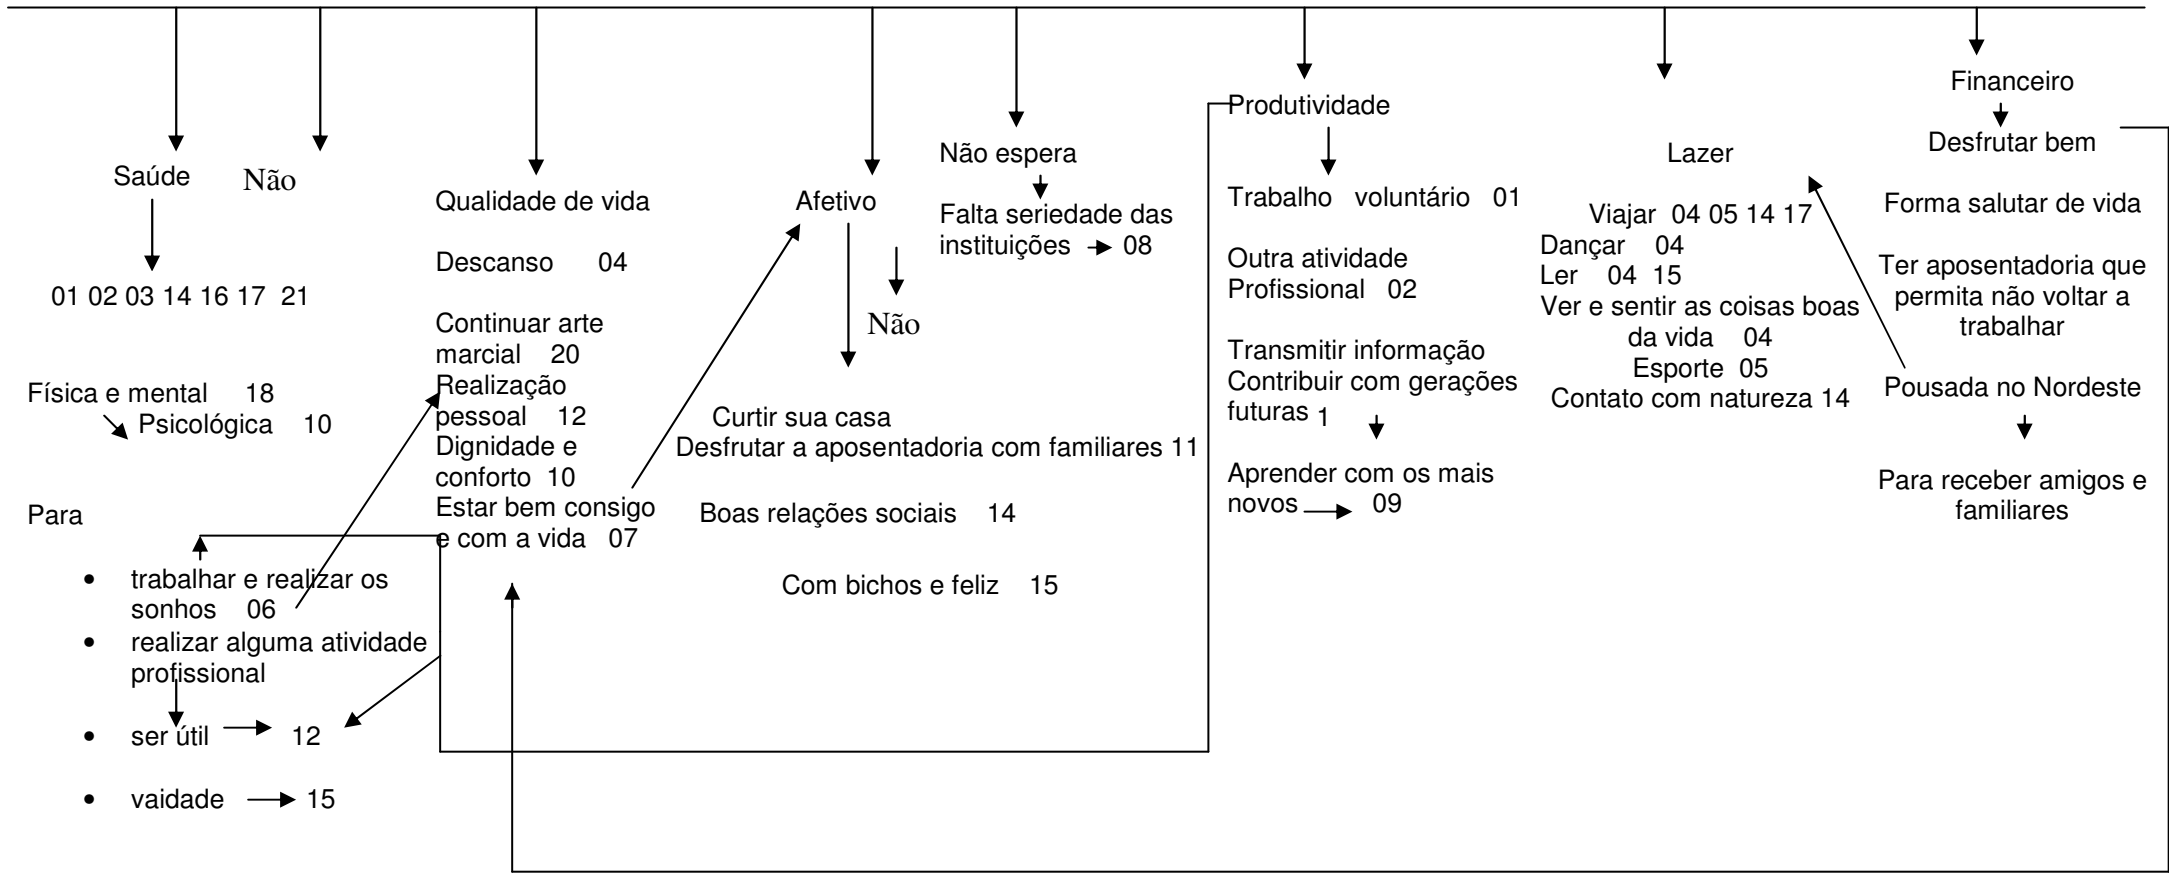 Saúde
01 02 03 14 16 17 21
Física e mental 18
Psicológica 10
Para
• trabalhar e realizar os
sonhos 06
• realizar alguma atividade
profissional
• ser útil 12
• vaidade 15
Não
Qualidade de vida
Descanso 04
Continuar arte
marcial 20
Realização
pessoal 12
Dignidade e
conforto 10
Estar bem consigo
e com a vida 07
Afetivo
Não
Curtir sua casa
Desfrutar a aposentadoria com familiares 11
Boas relações sociais 14
Com bichos e feliz 15
Não espera
Falta seriedade das
instituições 08
Produtividade
Trabalho voluntário 01
Outra atividade
Profissional 02
Transmitir informação
Contribuir com gerações
futuras 1
Aprender com os mais
novos 09
Lazer
Viajar 04 05 14 17
Dançar 04
Ler 04 15
Ver e sentir as coisas boas
da vida 04
Esporte 05
Contato com natureza 14
Financeiro
Desfrutar bem
Forma salutar de vida
Ter aposentadoria que
permita não voltar a
trabalhar
Pousada no Nordeste
Para receber amigos e
familiares